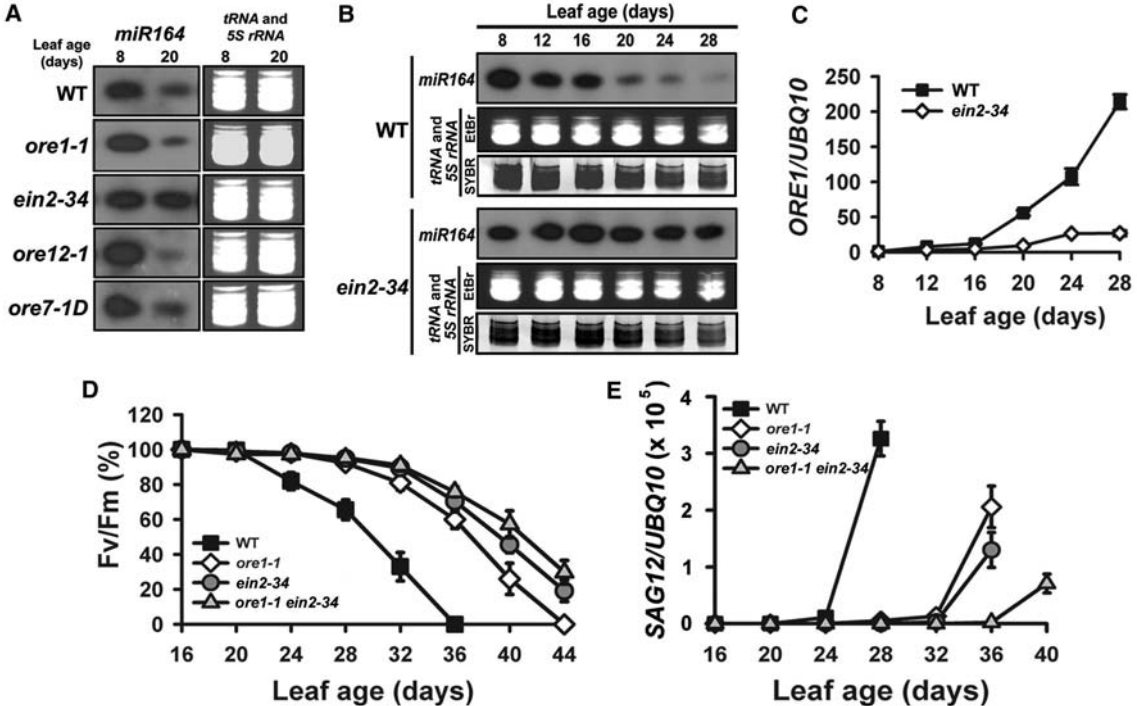 A
miR164
tRNA and
5S rRNA
Leaf age
(days)
8 20 8 20
WT
ore1-1
ein2-34
ore12-1
ore7-1D
B
Leaf age (days)
8 12 16 20 24 28
WT
miR164
tRNA and
5S rRNA
EtBr
SYBR
ein2-34
miR164
tRNA and
5S rRNA
EtBr
SYBR
C
ORE1/UBQ10
250
200
150
100
50
0
WT
ein2-34
8 12 16 20 24 28
Leaf age (days)
D
Fv/Fm (%)
120
100
80
60
40
20
0
WT
ore1-1
ein2-34
ore1-1 ein2-34
16 20 24 28 32 36 40 44
Leaf age (days)
E
SAG12/UBQ10 (x 10⁵)
4
3
2
1
0
WT
ore1-1
ein2-34
ore1-1 ein2-34
16 20 24 28 32 36 40
Leaf age (days)